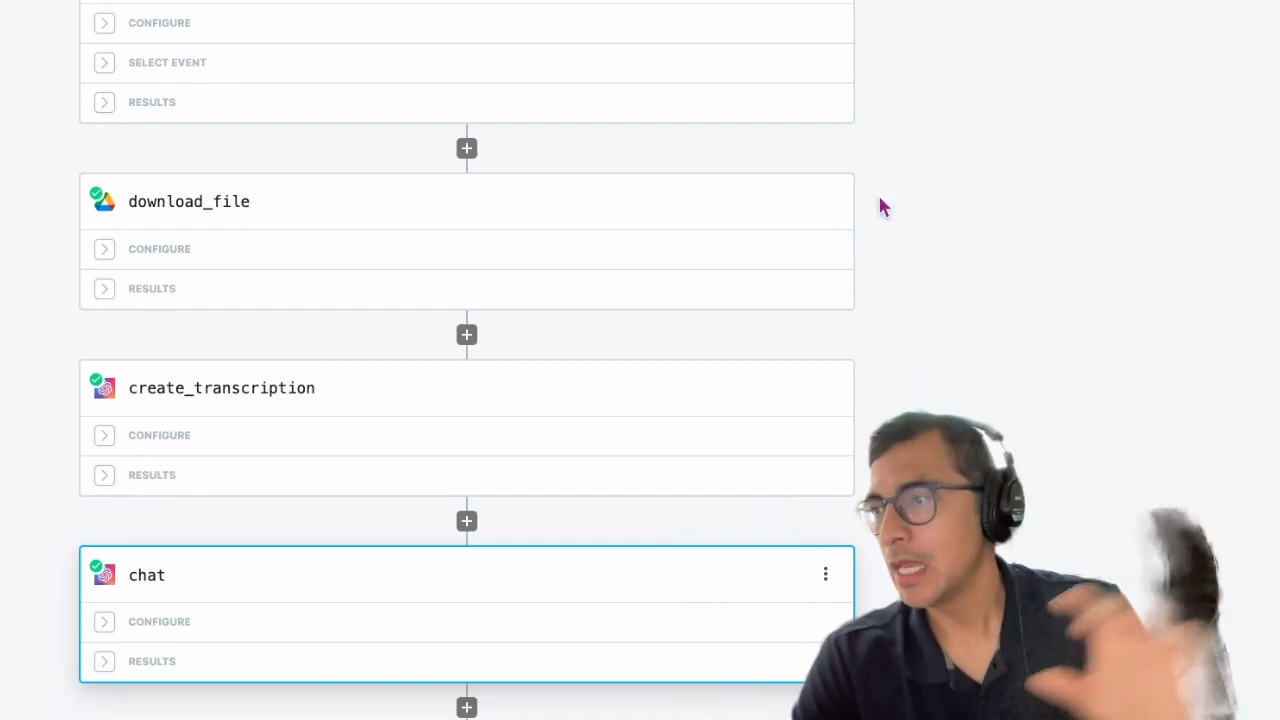 CONFIGURE
SELECT EVENT
RESULTS
download_file
CONFIGURE
RESULTS
create_transcription
CONFIGURE
RESULTS
chat
CONFIGURE
RESULTS